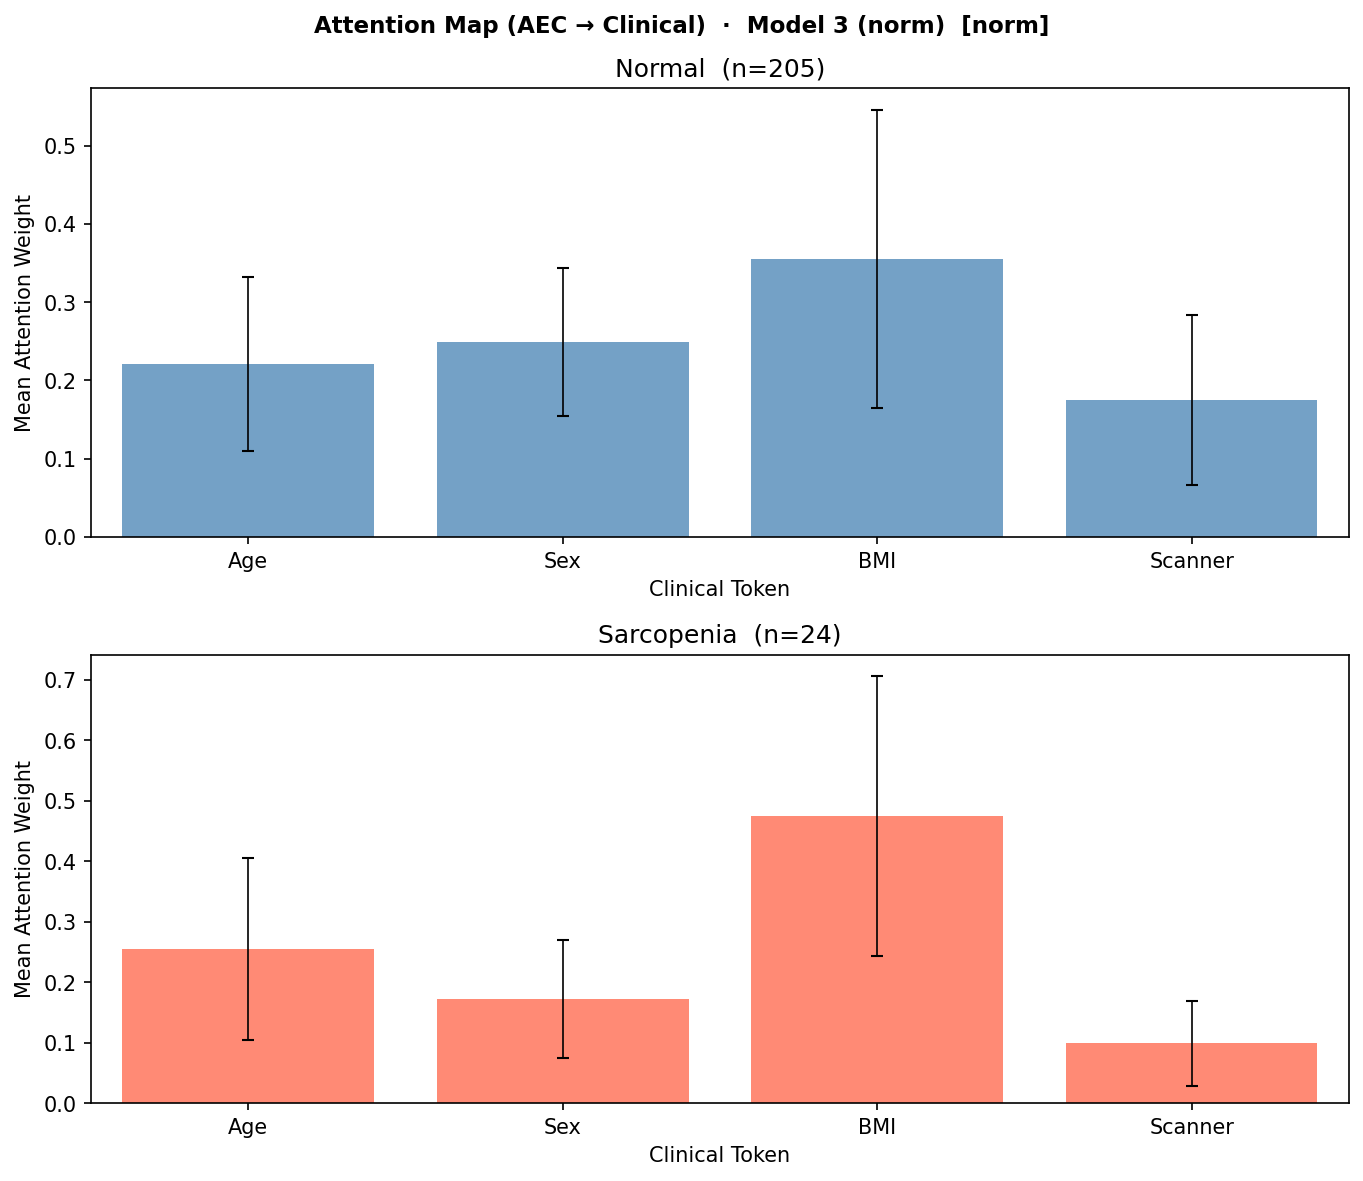 Attention Map (AEC → Clinical)  ·  Model 3 (norm)  [norm]
Normal  (n=205)
Mean Attention Weight
0.5
0.4
0.3
0.2
0.1
0.0
Age
Sex
BMI
Scanner
Clinical Token
Sarcopenia  (n=24)
Mean Attention Weight
0.7
0.6
0.5
0.4
0.3
0.2
0.1
0.0
Age
Sex
BMI
Scanner
Clinical Token